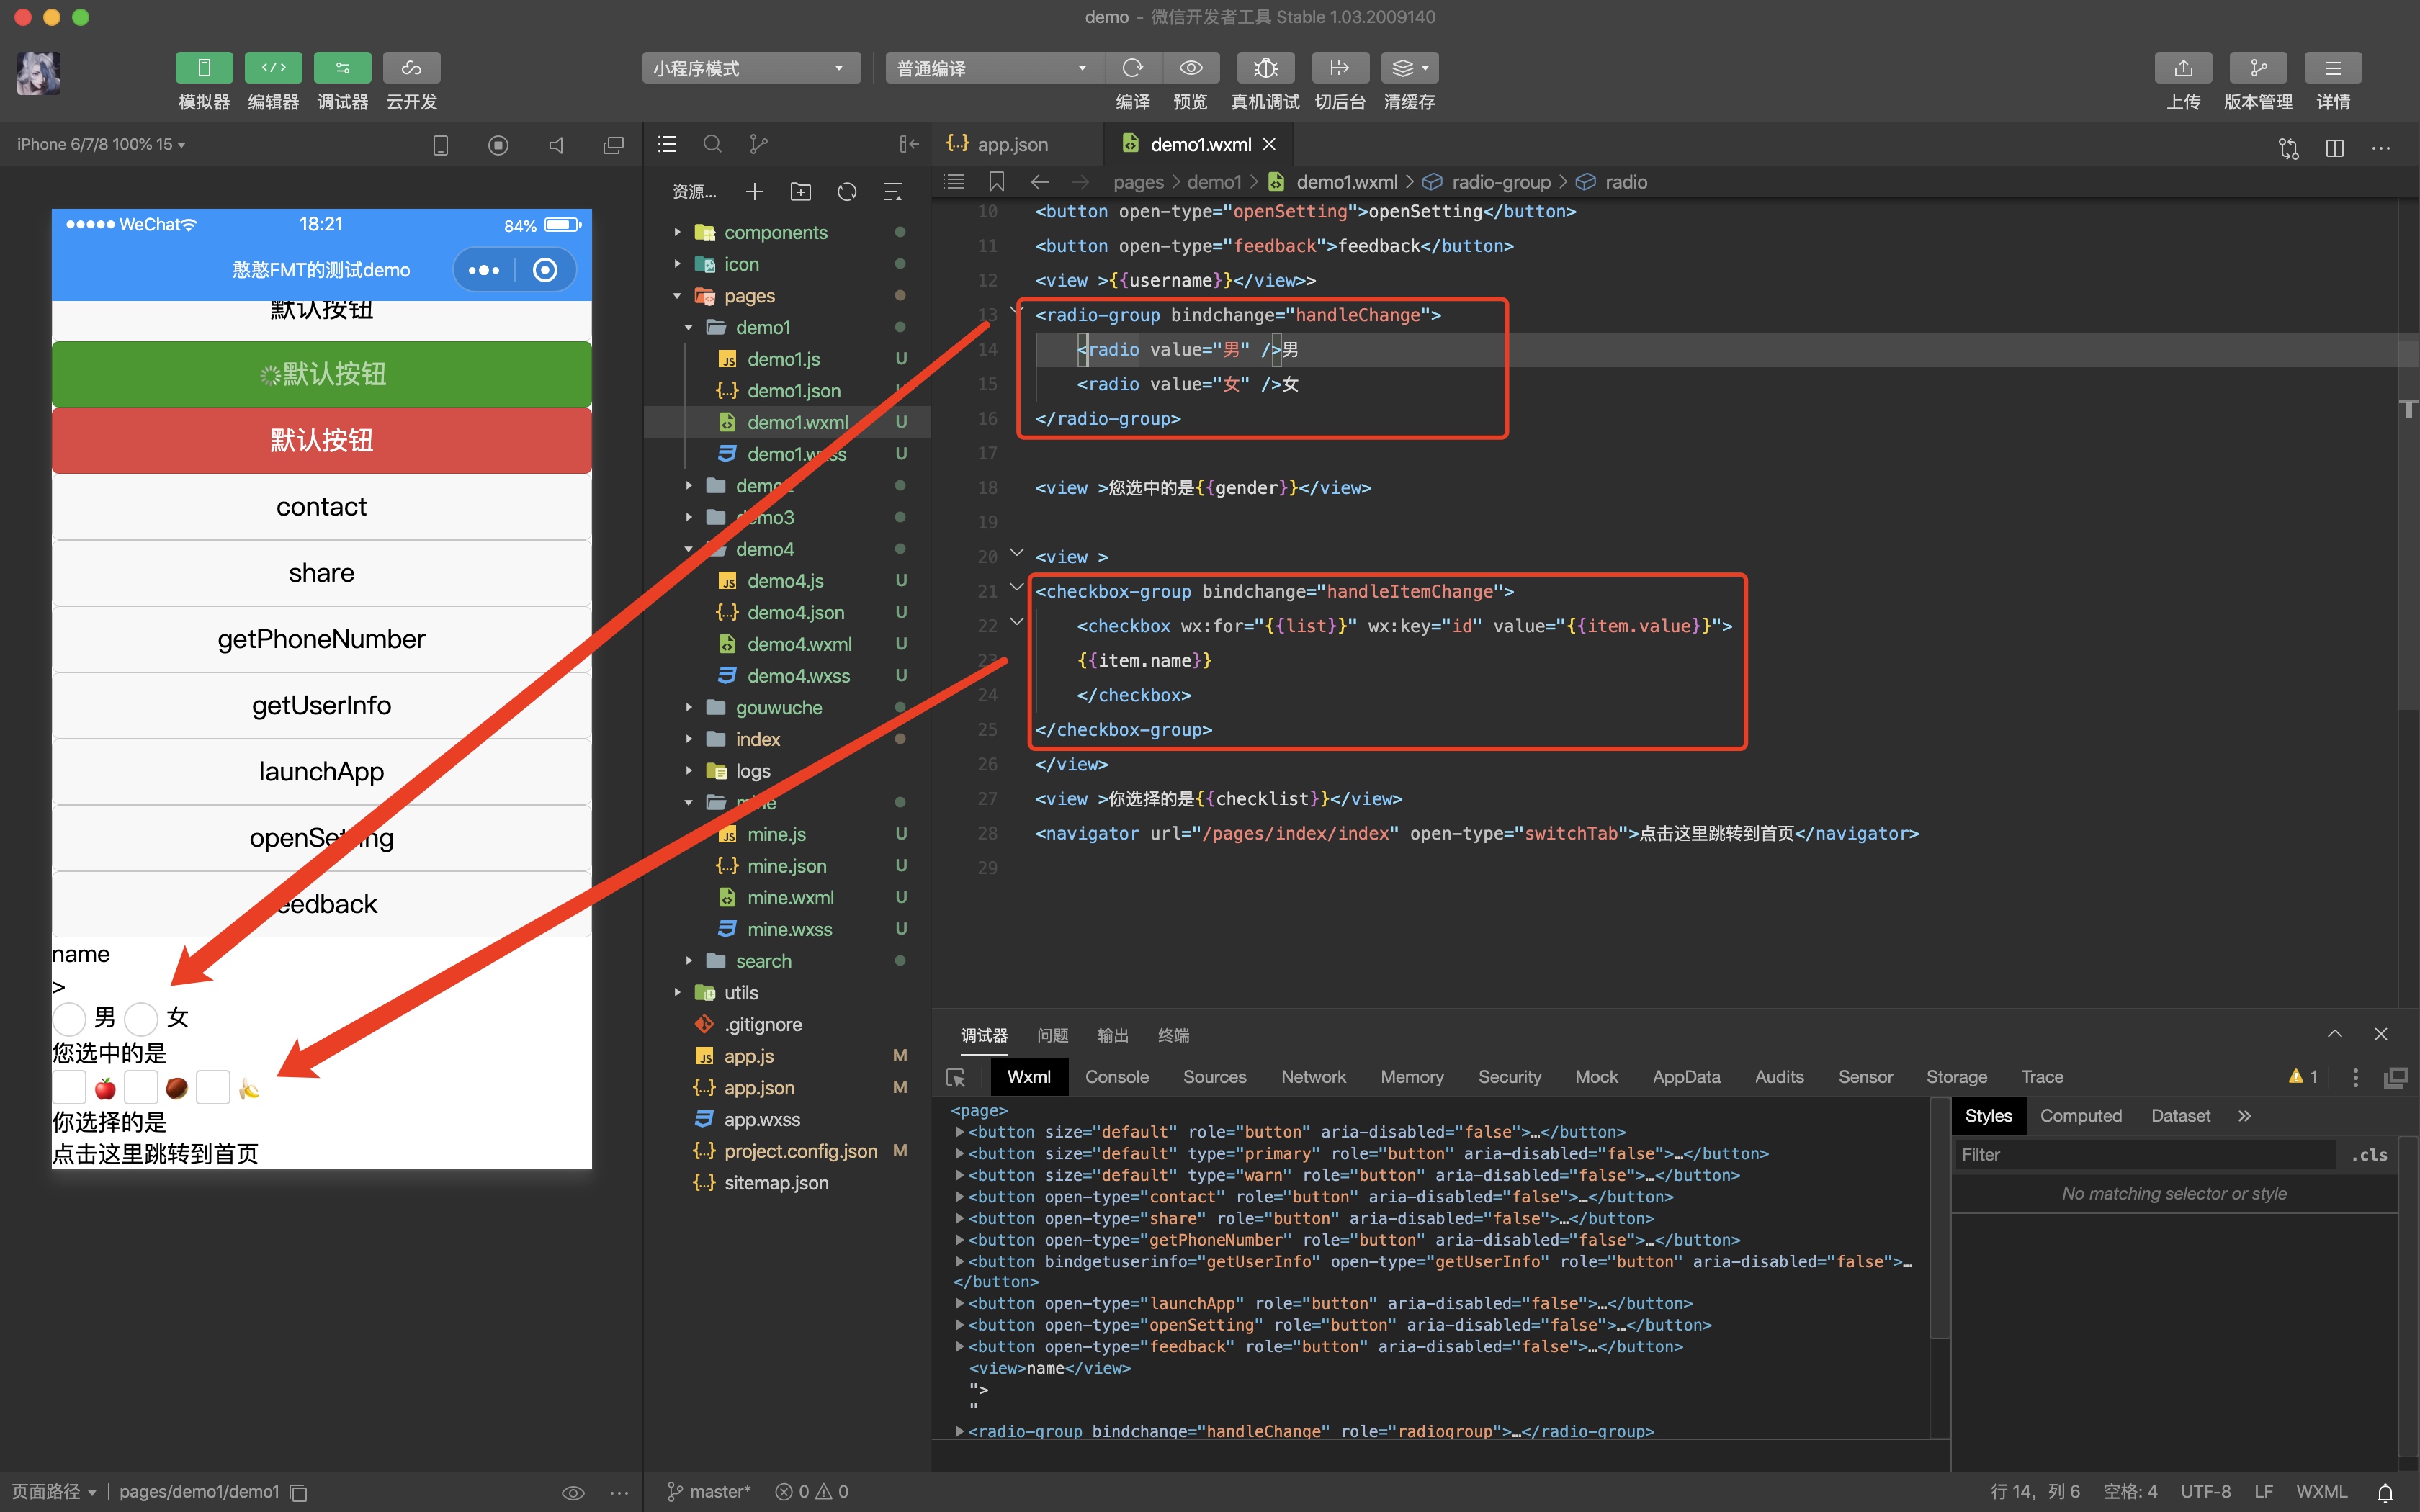 demo - 微信开发者工具 Stable 1.03.2009140
模拟器 编辑器 调试器 云开发
小程序模式 普通编译
编译 预览 真机调试 切后台 清缓存
上传 版本管理 详情
iPhone 6/7/8 100% 15
WeChat 18:21 84%
憨憨FMT的测试demo
默认按钮
默认按钮
默认按钮
contact
share
getPhoneNumber
getUserInfo
launchApp
openSetting
feedback
name
>
男 女
您选中的是
你选择的是
点击这里跳转到首页
资源...
components
icon
pages
demo1
demo1.js U
demo1.json U
demo1.wxml U
demo1.wxss U
demo2
demo3
demo4
demo4.js U
demo4.json U
demo4.wxml U
demo4.wxss U
gouwuche
index
logs
mine
mine.js U
mine.json U
mine.wxml U
mine.wxss U
search
utils
.gitignore
app.js M
app.json M
app.wxss
project.config.json M
sitemap.json
app.json demo1.wxml
pages > demo1 > demo1.wxml > radio-group > radio
10 <button open-type="openSetting">openSetting</button>
11 <button open-type="feedback">feedback</button>
12 <view >{{username}}</view>>
13 <radio-group bindchange="handleChange">
14 <radio value="男" />男
15 <radio value="女" />女
16 </radio-group>
17
18 <view >您选中的是{{gender}}</view>
19
20 <view >
21 <checkbox-group bindchange="handleItemChange">
22 <checkbox wx:for="{{list}}" wx:key="id" value="{{item.value}}">
23 {{item.name}}
24 </checkbox>
25 </checkbox-group>
26 </view>
27 <view >你选择的是{{checklist}}</view>
28 <navigator url="/pages/index/index" open-type="switchTab">点击这里跳转到首页</navigator>
29
调试器 问题 输出 终端
Wxml Console Sources Network Memory Security Mock AppData Audits Sensor Storage Trace 1
<page>
<button size="default" role="button" aria-disabled="false">…</button>
<button size="default" type="primary" role="button" aria-disabled="false">…</button>
<button size="default" type="warn" role="button" aria-disabled="false">…</button>
<button open-type="contact" role="button" aria-disabled="false">…</button>
<button open-type="share" role="button" aria-disabled="false">…</button>
<button open-type="getPhoneNumber" role="button" aria-disabled="false">…</button>
<button bindgetuserinfo="getUserInfo" open-type="getUserInfo" role="button" aria-disabled="false">…
</button>
<button open-type="launchApp" role="button" aria-disabled="false">…</button>
<button open-type="openSetting" role="button" aria-disabled="false">…</button>
<button open-type="feedback" role="button" aria-disabled="false">…</button>
<view>name</view>
">
"
<radio-group bindchange="handleChange" role="radiogroup">…</radio-group>
Styles Computed Dataset »
Filter .cls
No matching selector or style
页面路径 pages/demo1/demo1
master* 0 0
行 14，列 6 空格: 4 UTF-8 LF WXML